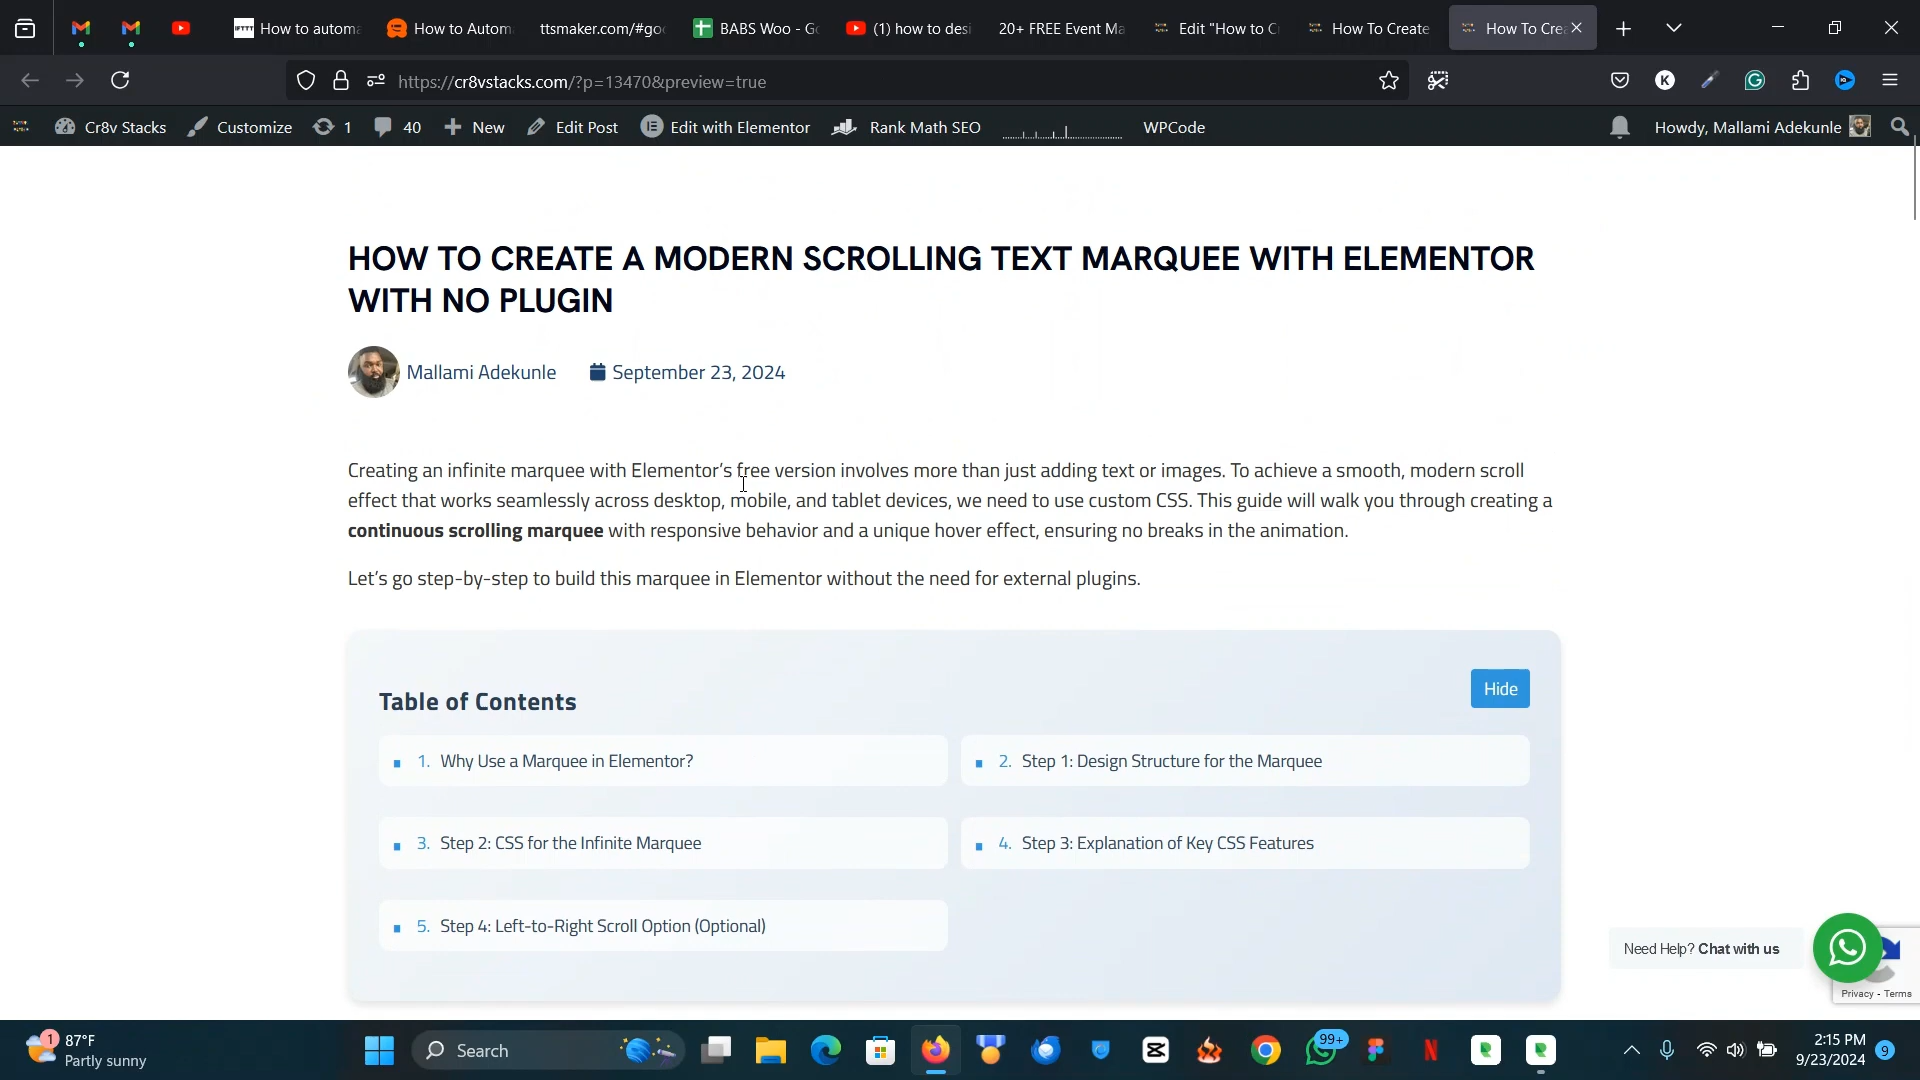 How to automa
How to Autom
ttsmaker.com/#goo
BABS Woo - Go
(1) how to desi
20+ FREE Event Ma
Edit "How to C
How To Create
How To Crea
https://cr8vstacks.com/?p=13470&preview=true
Cr8v Stacks
Customize
1
40
New
Edit Post
Edit with Elementor
Rank Math SEO
WPCode
Howdy, Mallami Adekunle
HOW TO CREATE A MODERN SCROLLING TEXT MARQUEE WITH ELEMENTOR
WITH NO PLUGIN
Mallami Adekunle
September 23, 2024
Creating an infinite marquee with Elementor's free version involves more than just adding text or images. To achieve a smooth, modern scroll
effect that works seamlessly across desktop, mobile, and tablet devices, we need to use custom CSS. This guide will walk you through creating a
continuous scrolling marquee with responsive behavior and a unique hover effect, ensuring no breaks in the animation.
Let's go step-by-step to build this marquee in Elementor without the need for external plugins.
Table of Contents
Hide
1. Why Use a Marquee in Elementor?
2. Step 1: Design Structure for the Marquee
3. Step 2: CSS for the Infinite Marquee
4. Step 3: Explanation of Key CSS Features
5. Step 4: Left-to-Right Scroll Option (Optional)
Need Help? Chat with us
Privacy - Terms
1
87°F
Partly sunny
Search
99+
2:15 PM
9/23/2024
9